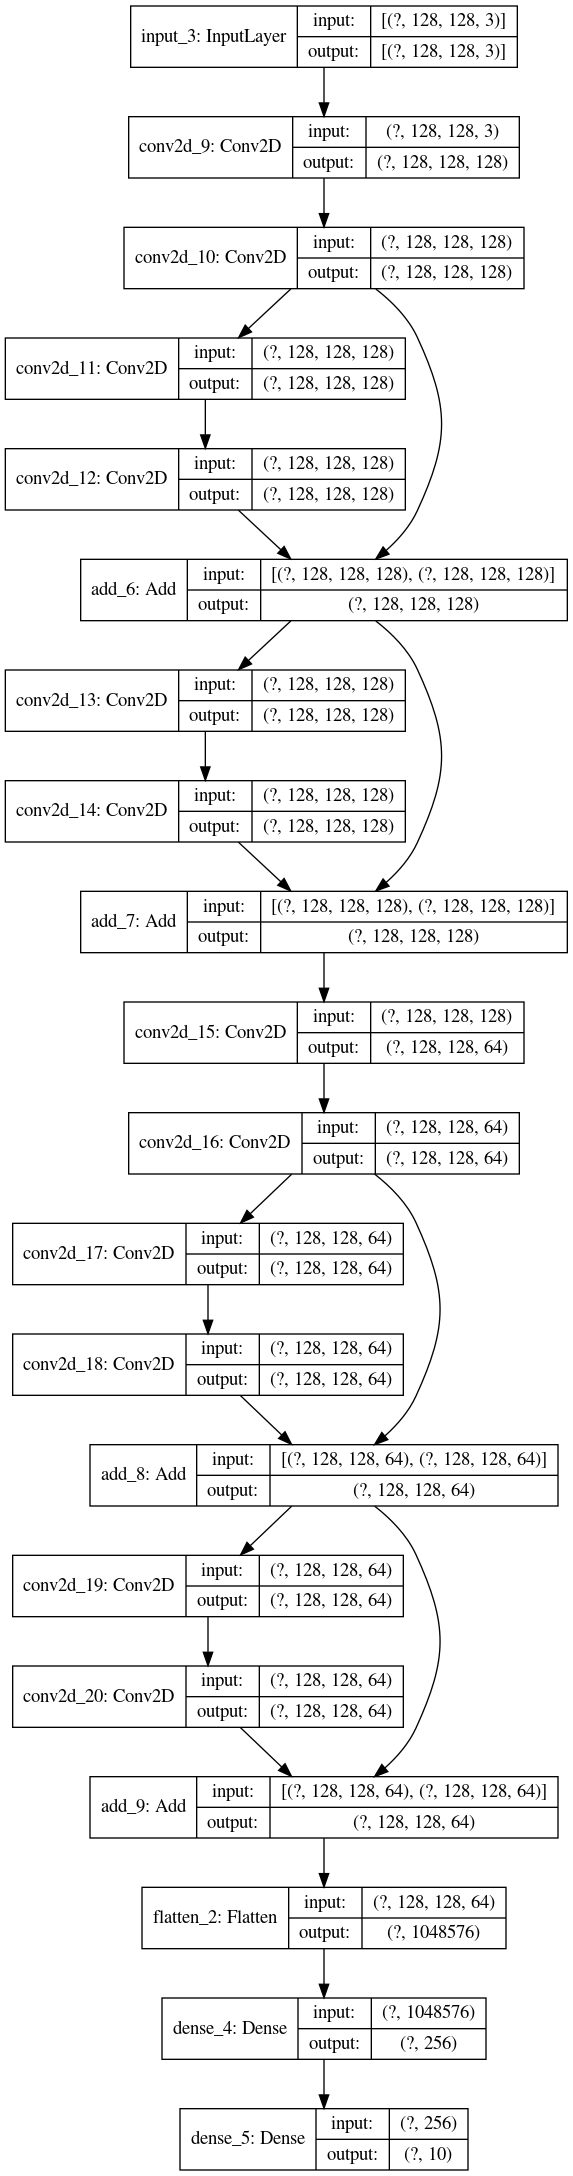 input_3: InputLayer
input:
[(?, 128, 128, 3)]
output:
[(?, 128, 128, 3)]
conv2d_9: Conv2D
input:
(?, 128, 128, 3)
output:
(?, 128, 128, 128)
conv2d_10: Conv2D
input:
(?, 128, 128, 128)
output:
(?, 128, 128, 128)
conv2d_11: Conv2D
input:
(?, 128, 128, 128)
output:
(?, 128, 128, 128)
conv2d_12: Conv2D
input:
(?, 128, 128, 128)
output:
(?, 128, 128, 128)
add_6: Add
input:
[(?, 128, 128, 128), (?, 128, 128, 128)]
output:
(?, 128, 128, 128)
conv2d_13: Conv2D
input:
(?, 128, 128, 128)
output:
(?, 128, 128, 128)
conv2d_14: Conv2D
input:
(?, 128, 128, 128)
output:
(?, 128, 128, 128)
add_7: Add
input:
[(?, 128, 128, 128), (?, 128, 128, 128)]
output:
(?, 128, 128, 128)
conv2d_15: Conv2D
input:
(?, 128, 128, 128)
output:
(?, 128, 128, 64)
conv2d_16: Conv2D
input:
(?, 128, 128, 64)
output:
(?, 128, 128, 64)
conv2d_17: Conv2D
input:
(?, 128, 128, 64)
output:
(?, 128, 128, 64)
conv2d_18: Conv2D
input:
(?, 128, 128, 64)
output:
(?, 128, 128, 64)
add_8: Add
input:
[(?, 128, 128, 64), (?, 128, 128, 64)]
output:
(?, 128, 128, 64)
conv2d_19: Conv2D
input:
(?, 128, 128, 64)
output:
(?, 128, 128, 64)
conv2d_20: Conv2D
input:
(?, 128, 128, 64)
output:
(?, 128, 128, 64)
add_9: Add
input:
[(?, 128, 128, 64), (?, 128, 128, 64)]
output:
(?, 128, 128, 64)
flatten_2: Flatten
input:
(?, 128, 128, 64)
output:
(?, 1048576)
dense_4: Dense
input:
(?, 1048576)
output:
(?, 256)
dense_5: Dense
input:
(?, 256)
output:
(?, 10)